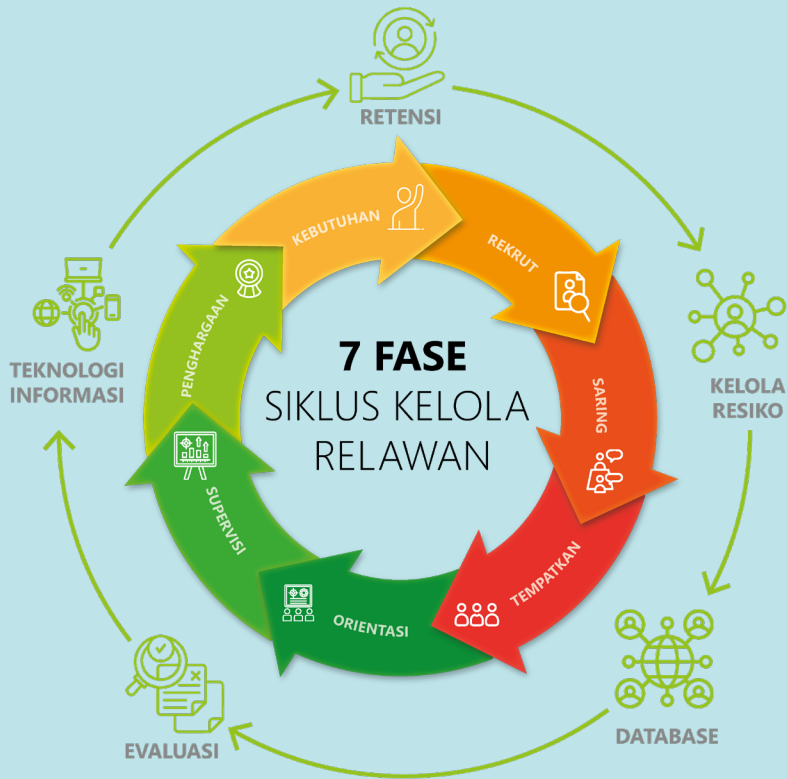 RETENSI
KEBUTUHAN
REKRUT
PENGHARGAAN
7 FASE
SIKLUS KELOLA
RELAWAN
TEKNOLOGI
INFORMASI
SARING
KELOLA
RESIKO
SUPERVISI
TEMPATKAN
ORIENTASI
EVALUASI
DATABASE